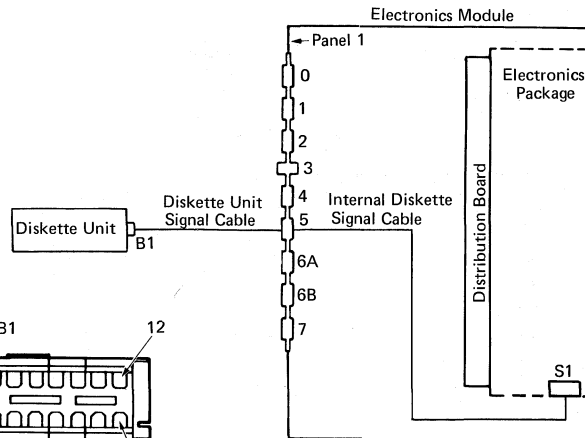 Electronics Module
Panel 1
0
Electronics
Package
1
2
3
Diskette Unit
Signal Cable
4
Internal Diskette
Signal Cable
5
Diskette Unit
B1
Distribution Board
6A
6B
7
31
12
S1